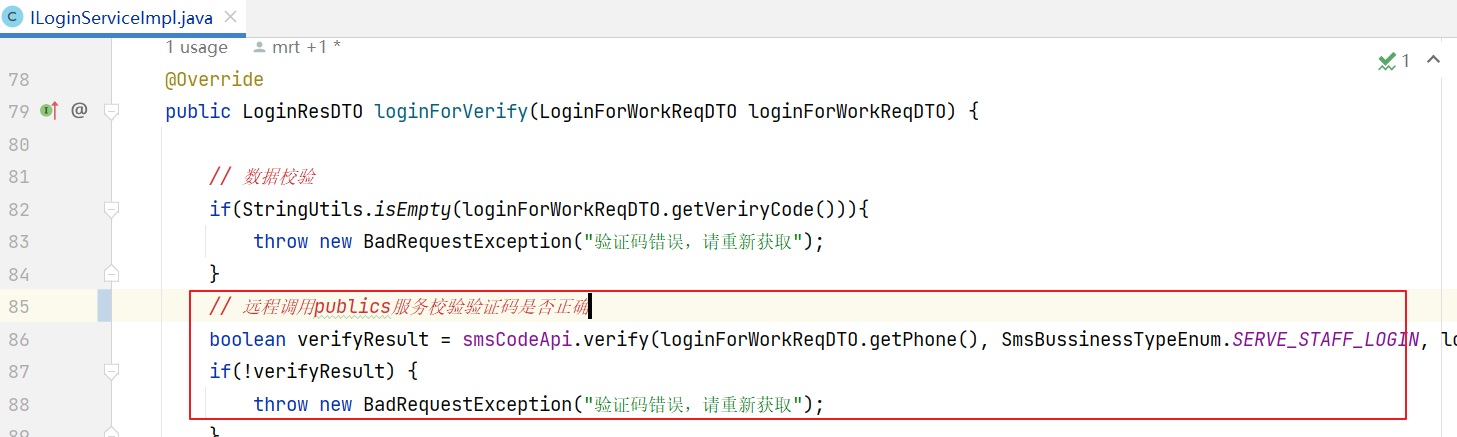 ILoginServiceImpl.java
1 usage mrt +1 *
1
78 @Override
79 @ public LoginResDTO loginForVerify(LoginForWorkReqDTO loginForWorkReqDTO) {
80
81 // 数据校验
82 if(StringUtils.isEmpty(loginForWorkReqDTO.getVeriryCode())){
83 throw new BadRequestException("验证码错误，请重新获取");
84 }
85 // 远程调用publics服务校验验证码是否正确
86 boolean verifyResult = smsCodeApi.verify(loginForWorkReqDTO.getPhone(), SmsBussinessTypeEnum.SERVE_STAFF_LOGIN, lo
87 if(!verifyResult) {
88 throw new BadRequestException("验证码错误，请重新获取");
89 }